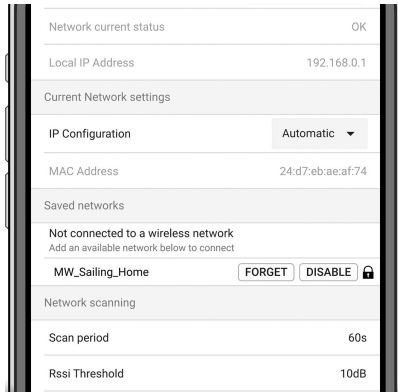 Network current status OK
Local IP Address 192.168.0.1
Current Network settings
IP Configuration Automatic
MAC Address 24:d7:eb:ae:af:74
Saved networks
Not connected to a wireless network
Add an available network below to connect
MW_Sailing_Home FORGET DISABLE
Network scanning
Scan period 60s
Rssi Threshold 10dB